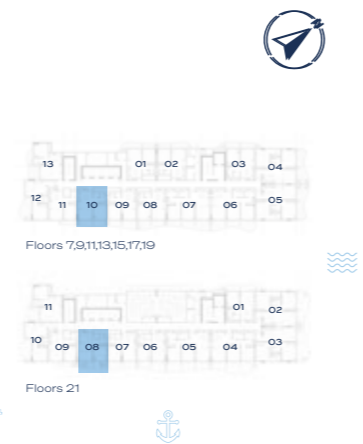 N
13 01 02 03 04
12 11 10 09 08 07 06 05
Floors 7,9,11,13,15,17,19
11 01 02
10 09 08 07 06 05 04 03
Floors 21